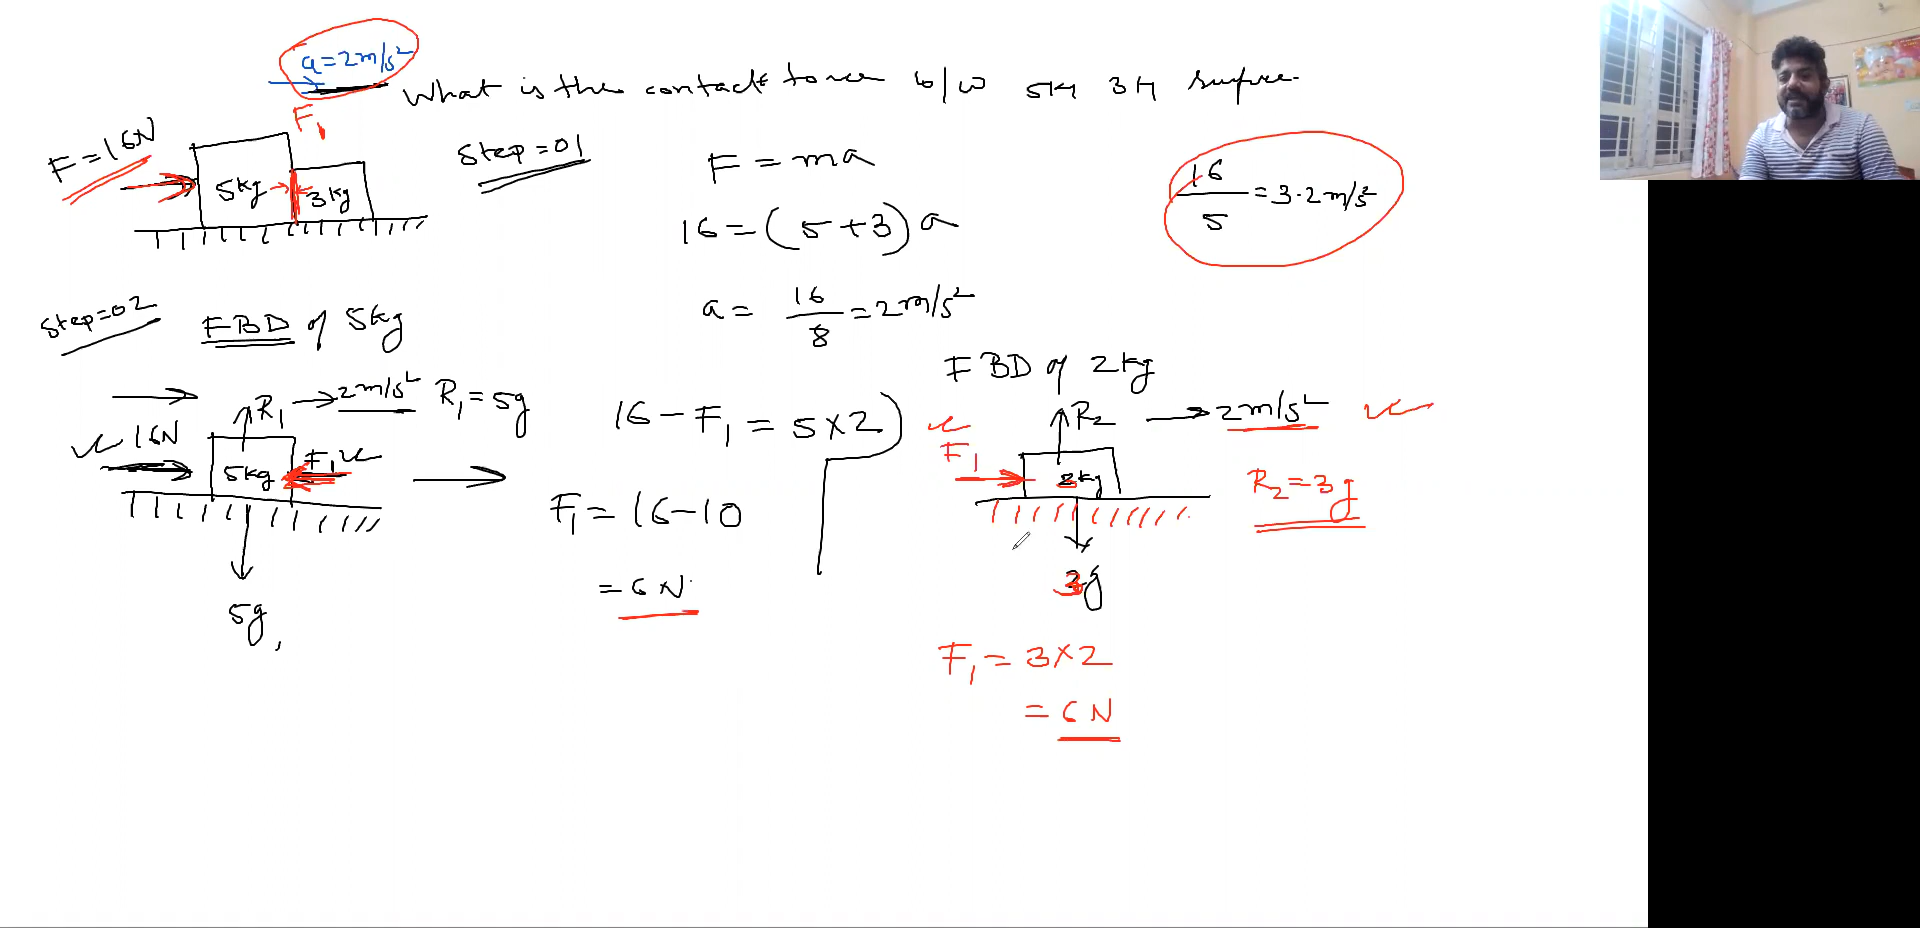 a=2m/s²
What is the contact force b/w 5kg 3kg surface.
F=16N
F₁
5kg
3kg
Step=01
F = ma
16 = (5+3) a
a = 16/8 = 2m/s²
16/5 = 3.2m/s²
Step=02
FBD of 5kg
R₁
2m/s²
R₁ = 5g
16N
F₁
5kg
5g,
16 - F₁ = 5×2
F₁ = 16-10
= 6N
FBD of 2kg
R₂
2m/s²
F₁
kg
R₂=3g
3g
F₁ = 3×2
= 6N